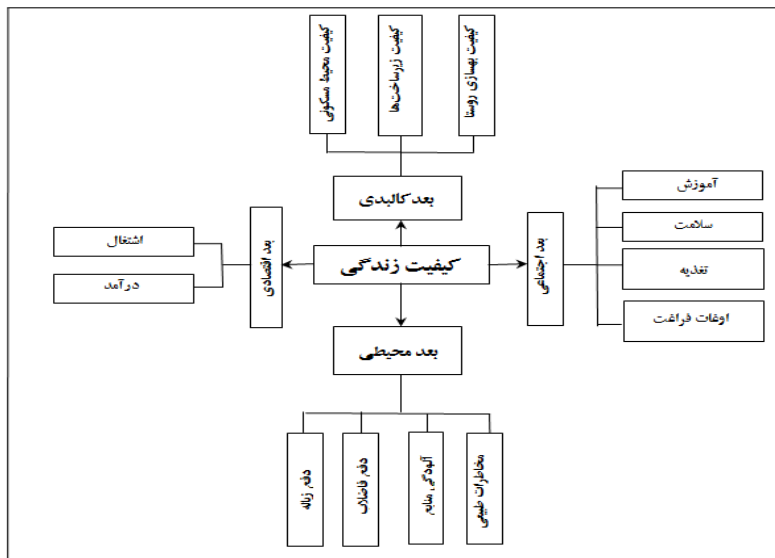 کیفیت محیط مسکونی
کیفیت زیرساخت‌ها
کیفیت بهسازی روستا
بعد کالبدی
آموزش
سلامت
تغذیه
اوغات فراغت
بعد اجتماعی
کیفیت زندگی
بعد اقتصادی
اشتغال
درآمد
بعد محیطی
دفع زباله
دفع فاضلاب
آلودگی منابع
مخاطرات طبیعی